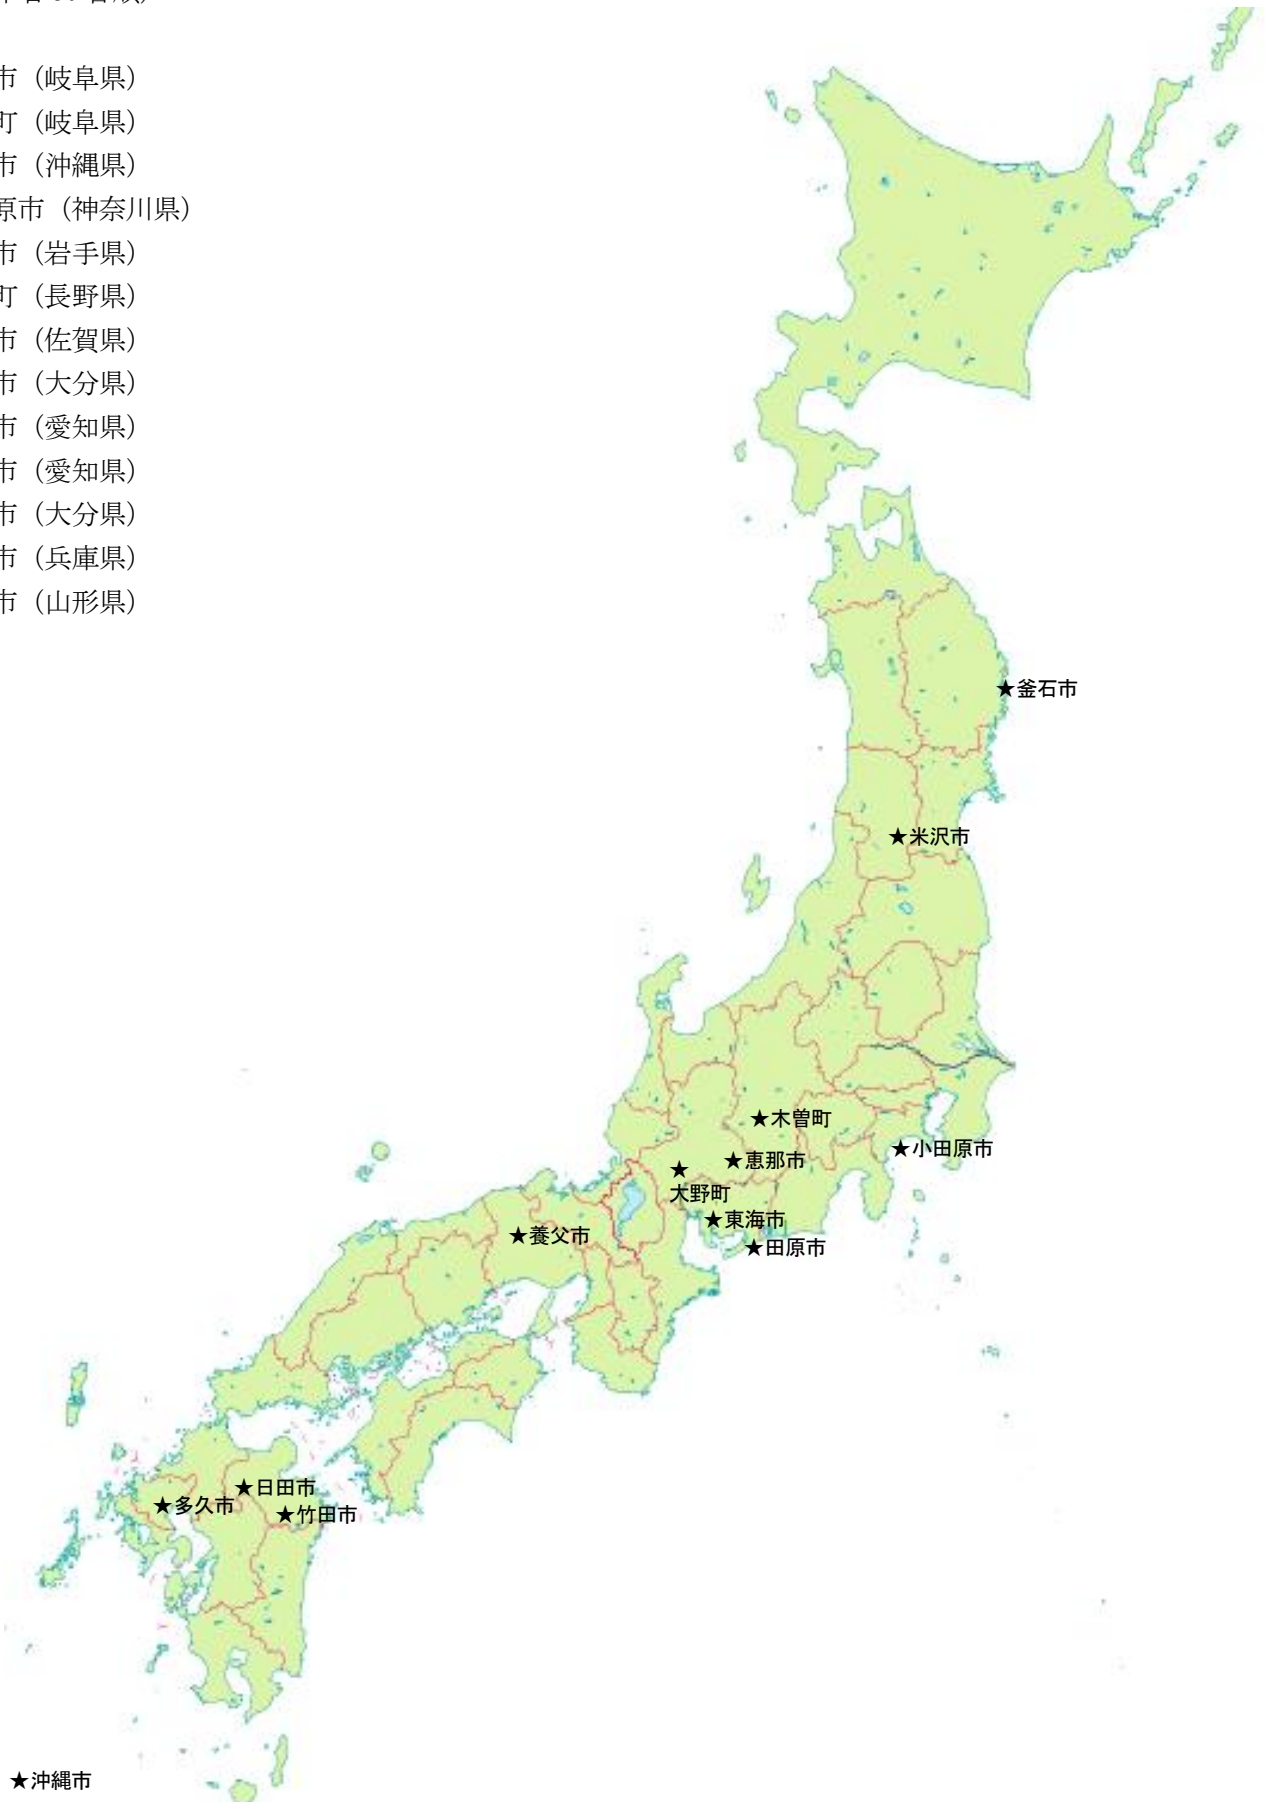 市（岐阜県）
町（岐阜県）
市（沖縄県）
原市（神奈川県）
市（岩手県）
町（長野県）
市（佐賀県）
市（大分県）
市（愛知県）
市（愛知県）
市（大分県）
市（兵庫県）
市（山形県）
★釜石市
★米沢市
★木曽町
★小田原市
★恵那市
★
大野町
★東海市
★養父市
★田原市
★日田市
★多久市
★竹田市
★沖縄市